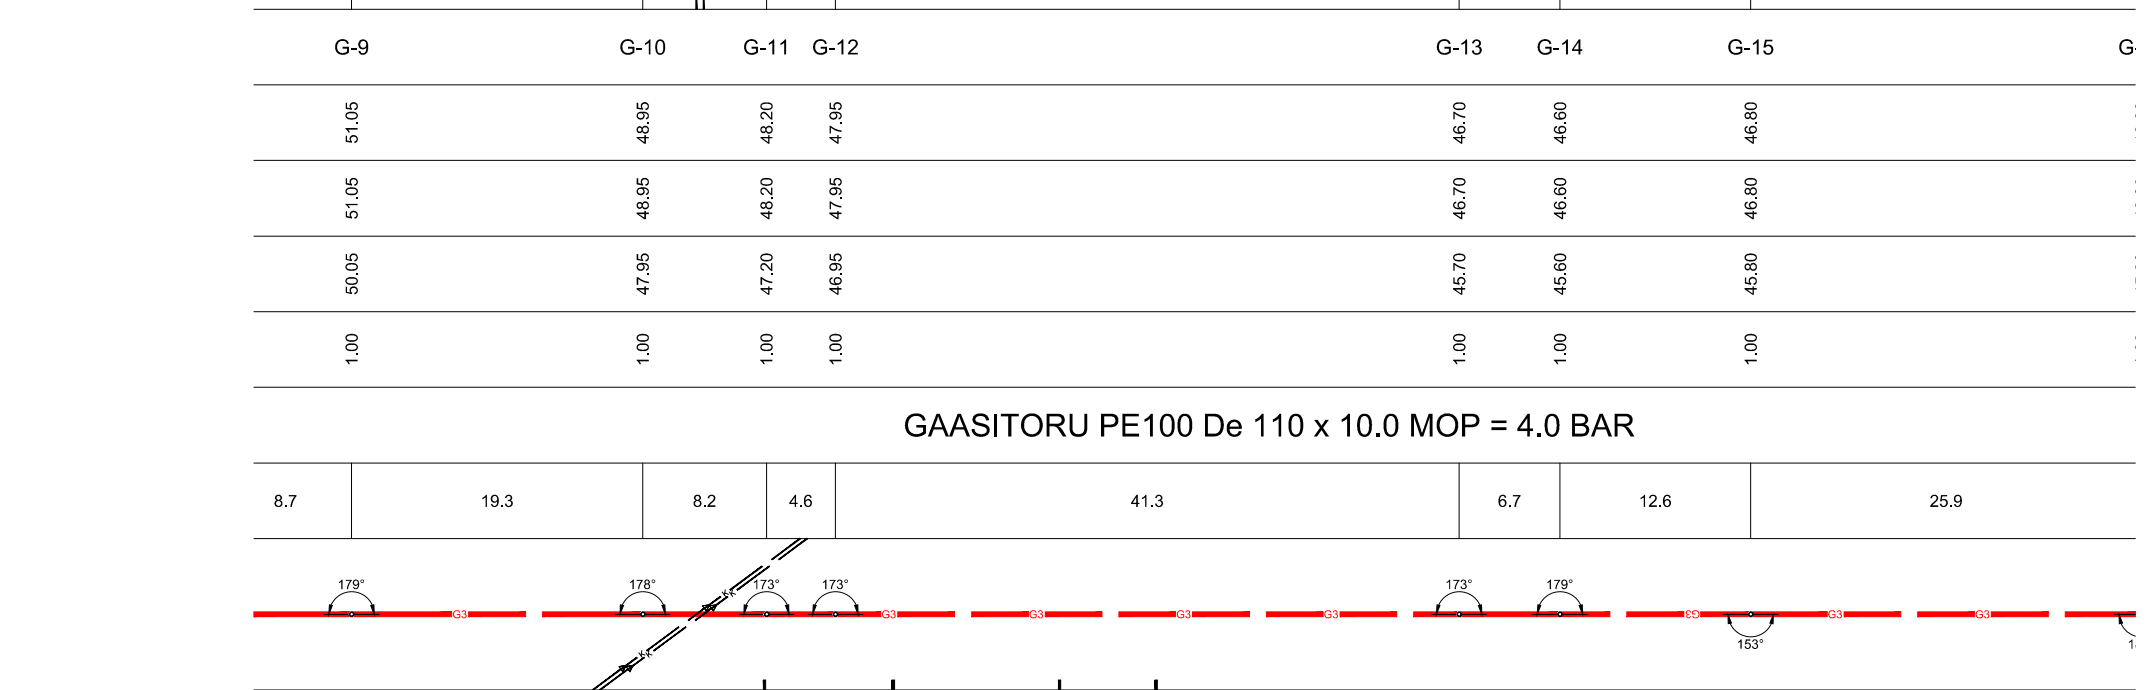 G-9 G-10 G-11 G-12 G-13 G-14 G-15
51.05 48.95 48.20 47.95 46.70 46.60 46.80
51.05 48.95 48.20 47.95 46.70 46.60 46.80
50.05 47.95 47.20 46.95 45.70 45.60 45.80
1.00 1.00 1.00 1.00 1.00 1.00 1.00
GAASITORU PE100 De 110 x 10.0 MOP = 4.0 BAR
8.7 19.3 8.2 4.6 41.3 6.7 12.6 25.9
179° 178° 173° 173° 173° 179°
G3 G3 G3 G3 G3 G3 G3 G3
153°